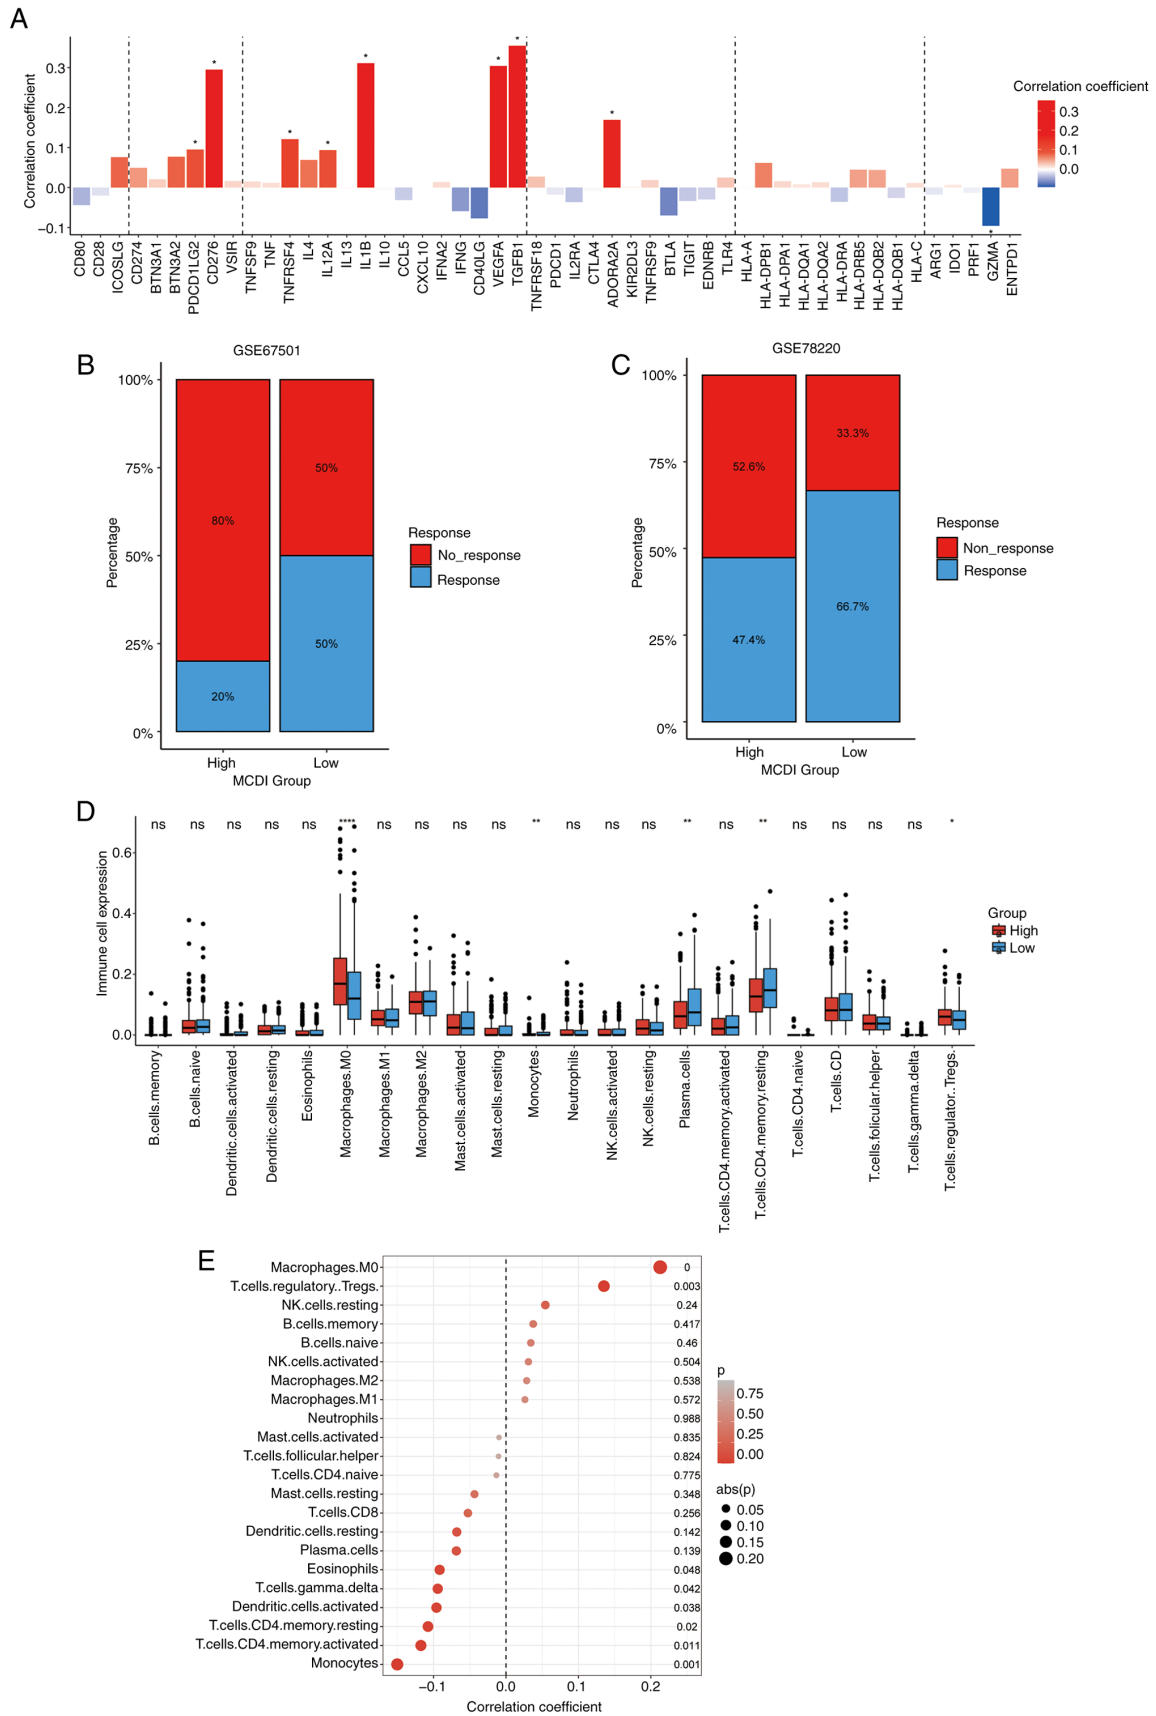 A
Correlation coefficient
0.3
0.2
0.1
0.0
−0.1
* * * * * * * * *
CD80
CD28
ICOSLG
CD274
BTN3A1
BTN3A2
PDCD1LG2
CD276
VSIR
TNFSF9
TNF
TNFRSF4
IL4
IL12A
IL13
IL1B
IL10
CCL5
CXCL10
IFNA2
IFNG
CD40LG
VEGFA
TGFB1
TNFRSF18
PDCD1
IL2RA
CTLA4
ADORA2A
KIR2DL3
TNFRSF9
BTLA
TIGIT
EDNRB
TLR4
HLA-A
HLA-DPB1
HLA-DPA1
HLA-DQA1
HLA-DQA2
HLA-DRA
HLA-DRB5
HLA-DQB2
HLA-DQB1
HLA-C
ARG1
IDO1
PRF1
GZMA
ENTPD1
Correlation coefficient
0.3
0.2
0.1
0.0
B
GSE67501
Percentage
100%
75%
50%
25%
0%
80%
20%
50%
50%
High
Low
MCDI Group
Response
No_response
Response
C
GSE78220
Percentage
100%
75%
50%
25%
0%
52.6%
47.4%
33.3%
66.7%
High
Low
MCDI Group
Response
Non_response
Response
D
Immune cell expression
0.6
0.4
0.2
0.0
ns ns ns ns ns **** ns ns ns ns ** ns ns ns ** ns ** ns ns ns ns *
B.cells.memory
B.cells.naive
Dendritic.cells.activated
Dendritic.cells.resting
Eosinophils
Macrophages.M0
Macrophages.M1
Macrophages.M2
Mast.cells.activated
Mast.cells.resting
Monocytes
Neutrophils
NK.cells.activated
NK.cells.resting
Plasma.cells
T.cells.CD4.memory.activated
T.cells.CD4.memory.resting
T.cells.CD4.naive
T.cells.CD
T.cells.follicular.helper
T.cells.gamma.delta
T.cells.regulator..Tregs.
Group
High
Low
E
Macrophages.M0 0
T.cells.regulatory..Tregs. 0.003
NK.cells.resting 0.24
B.cells.memory 0.417
B.cells.naive 0.46
NK.cells.activated 0.504
Macrophages.M2 0.538
Macrophages.M1 0.572
Neutrophils 0.988
Mast.cells.activated 0.835
T.cells.follicular.helper 0.824
T.cells.CD4.naive 0.775
Mast.cells.resting 0.348
T.cells.CD8 0.256
Dendritic.cells.resting 0.142
Plasma.cells 0.139
Eosinophils 0.048
T.cells.gamma.delta 0.042
Dendritic.cells.activated 0.038
T.cells.CD4.memory.resting 0.02
T.cells.CD4.memory.activated 0.011
Monocytes 0.001
−0.1 0.0 0.1 0.2
Correlation coefficient
p
0.75
0.50
0.25
0.00
abs(p)
0.05
0.10
0.15
0.20